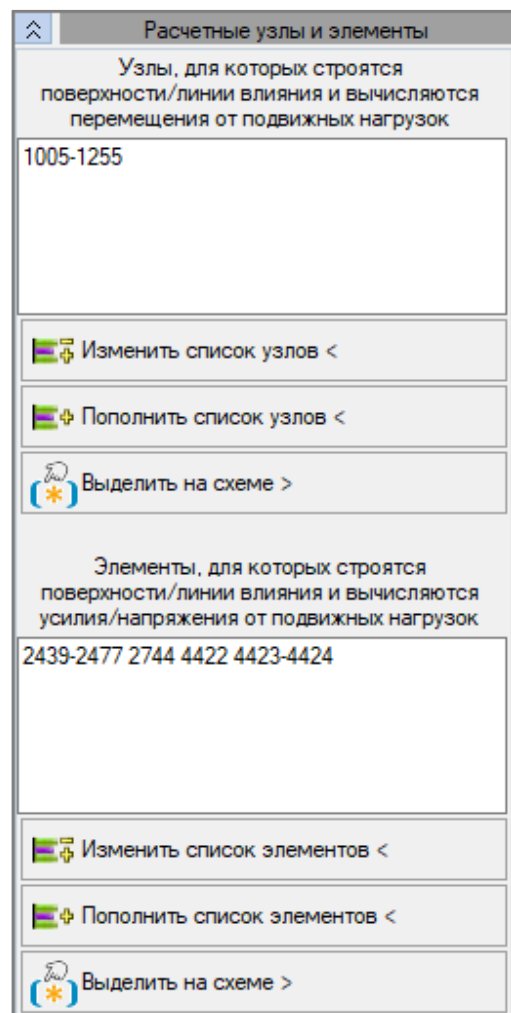 Расчетные узлы и элементы
Узлы, для которых строятся
поверхности/линии влияния и вычисляются
перемещения от подвижных нагрузок
1005-1255
Изменить список узлов <
Пополнить список узлов <
Выделить на схеме >
Элементы, для которых строятся
поверхности/линии влияния и вычисляются
усилия/напряжения от подвижных нагрузок
2439-2477 2744 4422 4423-4424
Изменить список элементов <
Пополнить список элементов <
Выделить на схеме >